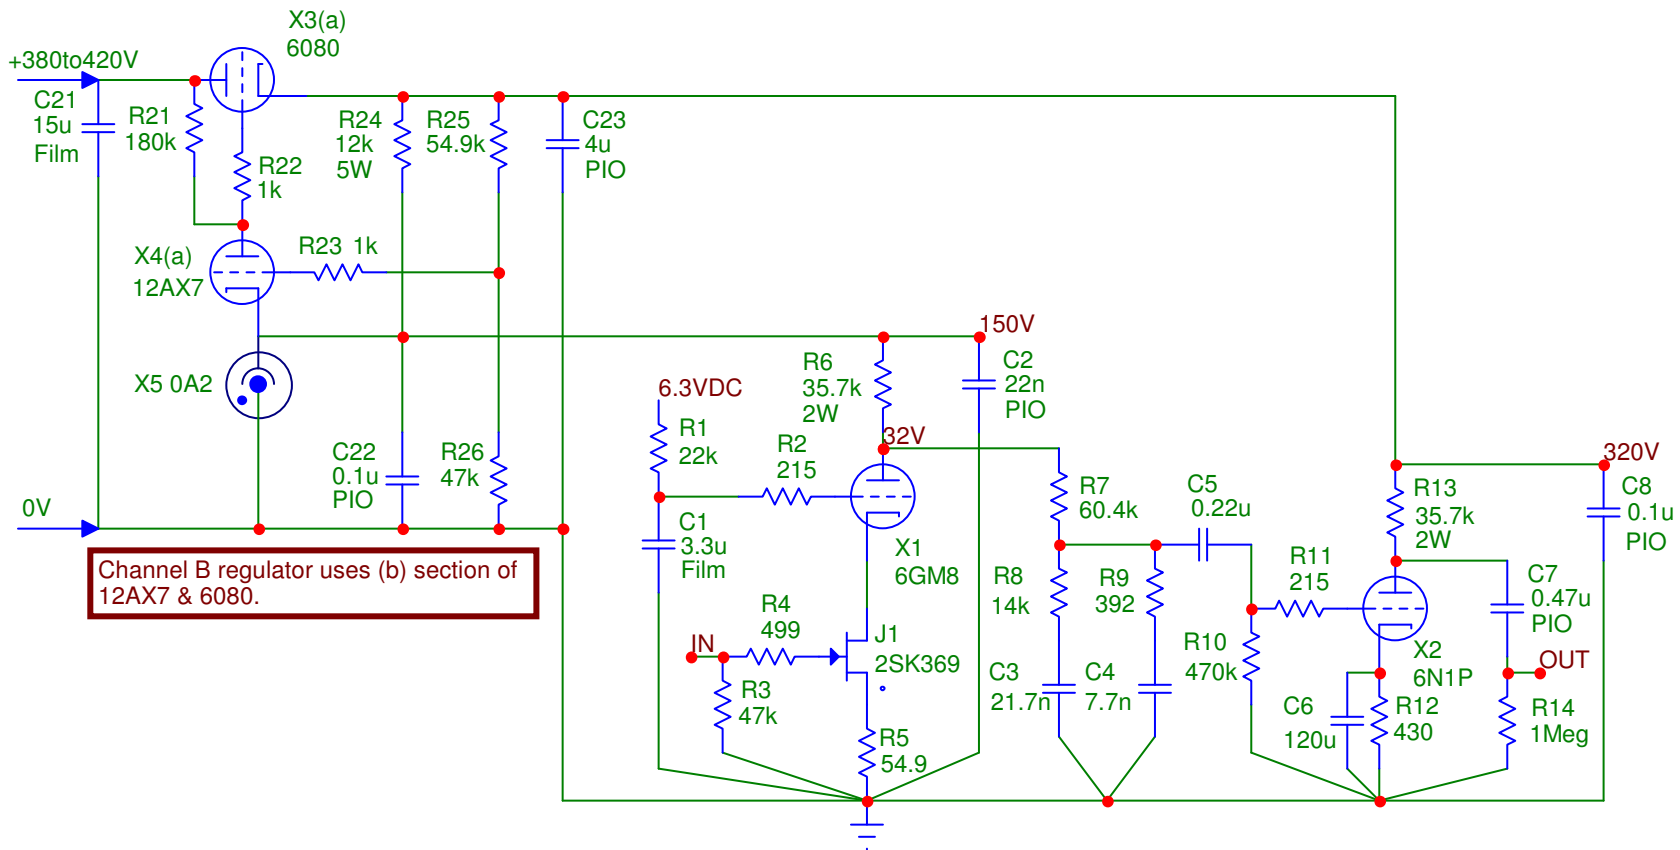 X3(a)
6080
+380to420V
C21
15u
Film
R21
180k
R22
1k
R24
12k
5W
R25
54.9k
C23
4u
PIO
X4(a)
12AX7
R23 1k
X5 0A2
C22
0.1u
PIO
R26
47k
0V
Channel B regulator uses (b) section of
12AX7 & 6080.
150V
6.3VDC
R1
22k
R2
215
R6
35.7k
2W
C2
22n
PIO
32V
C1
3.3u
Film
X1
6GM8
R7
60.4k
C5
0.22u
IN
R4
499
R3
47k
J1
2SK369
R5
54.9
R8
14k
R9
392
C3
21.7n
C4
7.7n
R11
215
R10
470k
320V
R13
35.7k
2W
C8
0.1u
PIO
C7
0.47u
PIO
X2
6N1P
OUT
C6
120u
R12
430
R14
1Meg